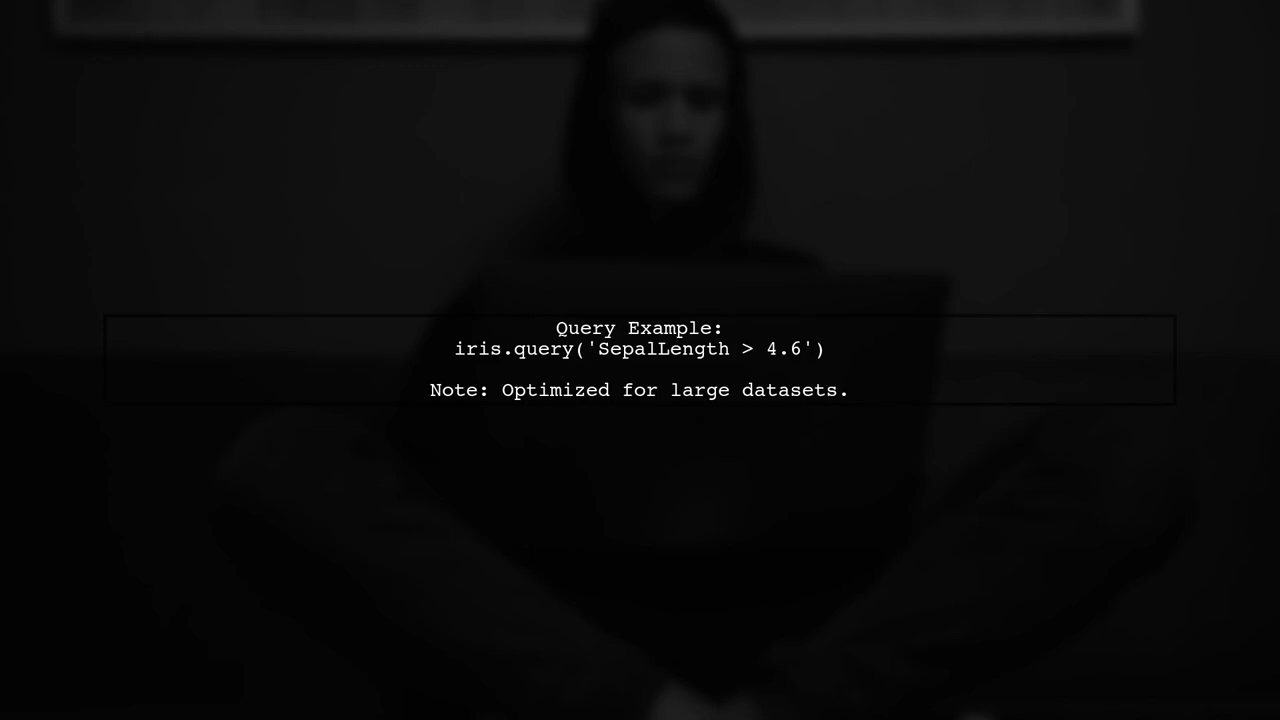 Query Example:
iris.query('SepalLength > 4.6')
Note: Optimized for large datasets.